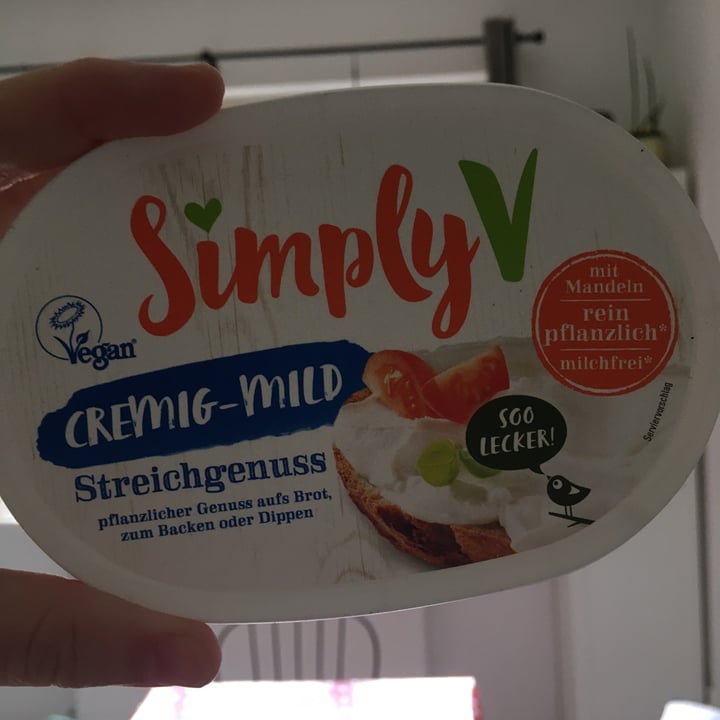 Simply V
mit
Mandeln
rein
pflanzlich*
milchfrei*
Vegan
CREMIG-MILD
Streichgenuss
pflanzlicher Genuss aufs Brot,
zum Backen oder Dippen
SOO
LECKER!
Serviervorschlag